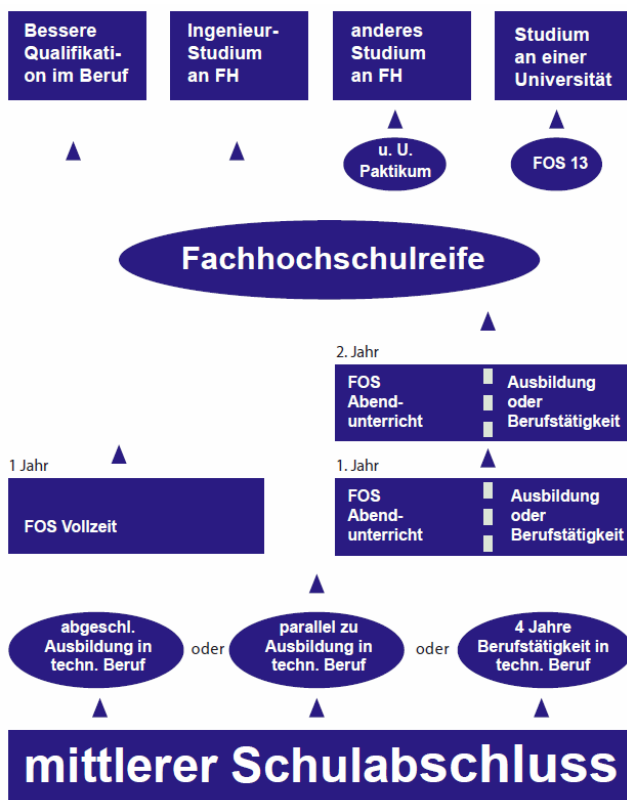 Bessere
Qualifikati-
on im Beruf
Ingenieur-
Studium
an FH
anderes
Studium
an FH
Studium
an einer
Universität
u. U.
Paktikum
FOS 13
Fachhochschulreife
2. Jahr
FOS
Abend-
unterricht
Ausbildung
oder
Berufstätigkeit
1 Jahr
FOS Vollzeit
1. Jahr
FOS
Abend-
unterricht
Ausbildung
oder
Berufstätigkeit
abgeschl.
Ausbildung in
techn. Beruf
oder
parallel zu
Ausbildung in
techn. Beruf
oder
4 Jahre
Berufstätigkeit in
techn. Beruf
mittlerer Schulabschluss